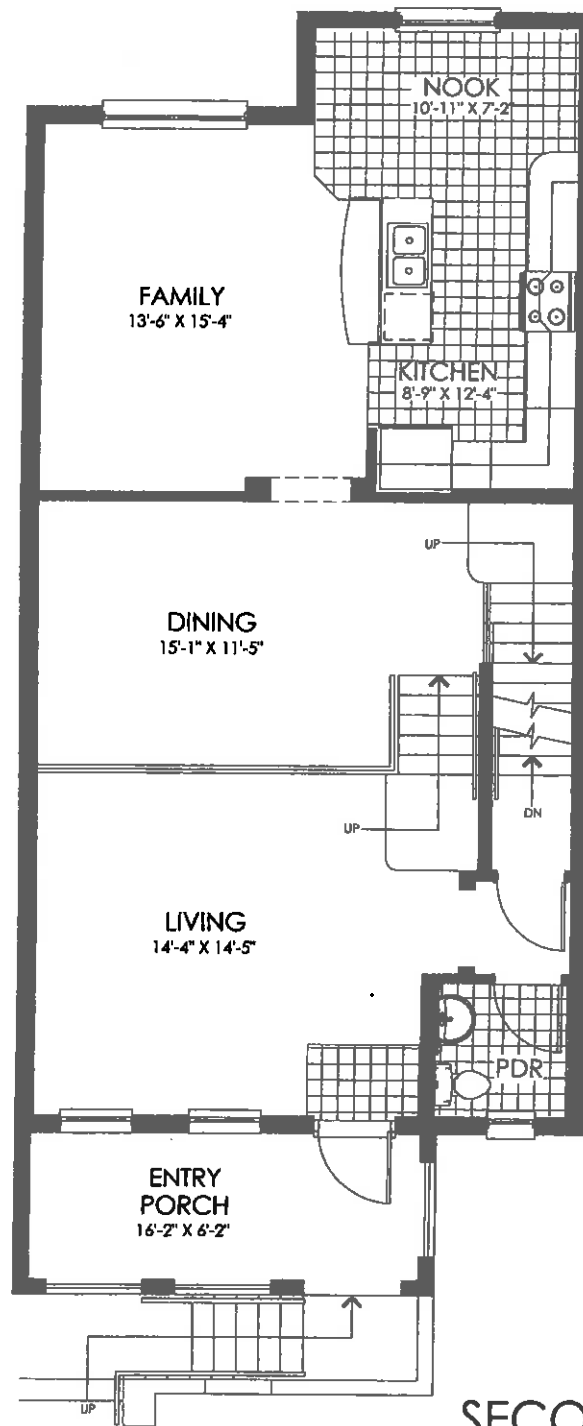 NOOK
10'-11" X 7'-2"
FAMILY
13'-6" X 15'-4"
KITCHEN
8'-9" X 12'-4"
UP
DINING
15'-1" X 11'-5"
UP
DN
LIVING
14'-4" X 14'-5"
PDR
ENTRY
PORCH
16'-2" X 6'-2"
UP